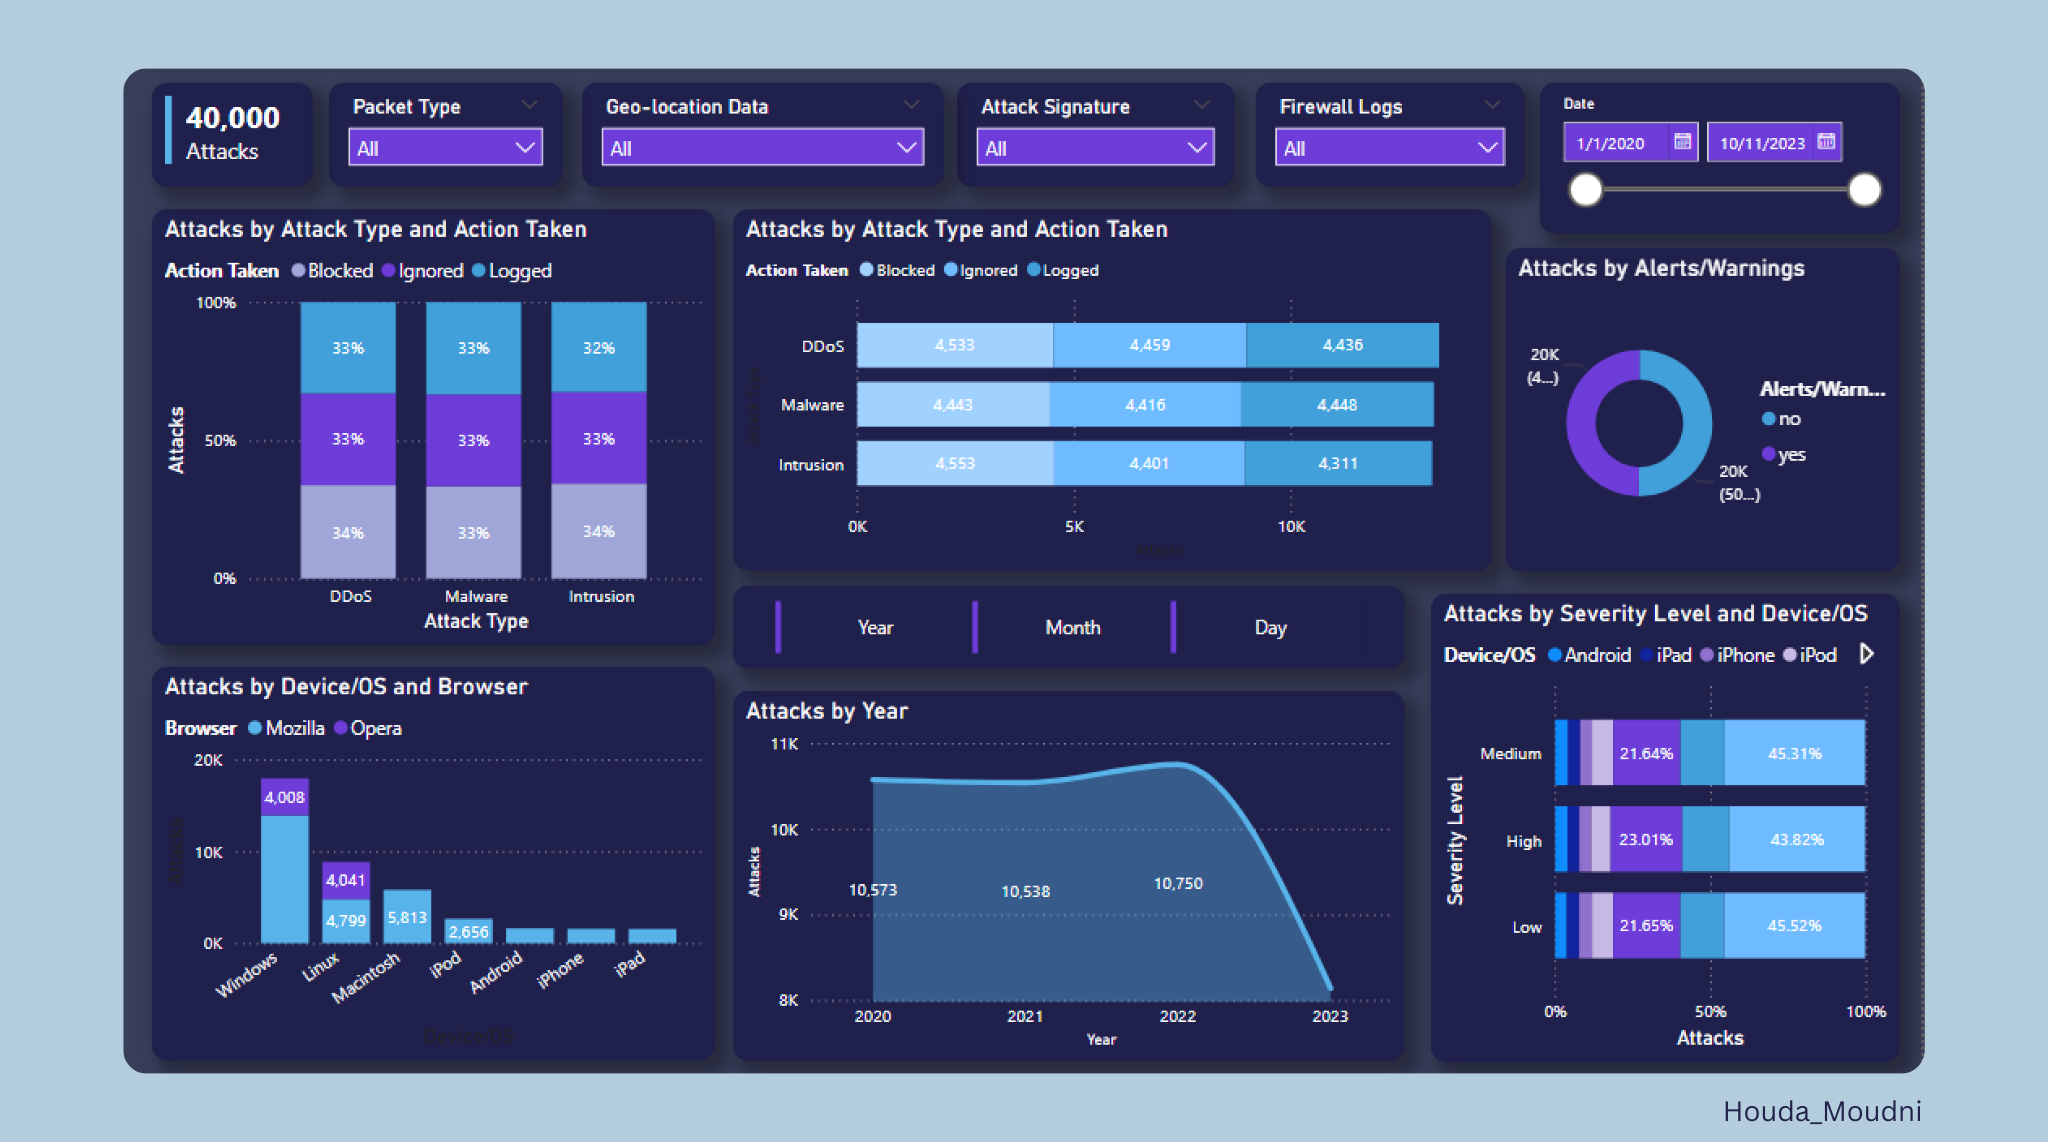 40,000
Attacks
Packet Type
All
Geo-location Data
All
Attack Signature
All
Firewall Logs
All
Date
1/1/2020
10/11/2023
Attacks by Attack Type and Action Taken
Action Taken Blocked Ignored Logged
100%
50%
0%
Attacks
33% 33% 32%
33% 33% 33%
34% 33% 34%
DDoS Malware Intrusion
Attack Type
Attacks by Attack Type and Action Taken
Action Taken Blocked Ignored Logged
DDoS 4,533 4,459 4,436
Malware 4,443 4,416 4,448
Intrusion 4,553 4,401 4,311
0K 5K 10K
Attacks by Alerts/Warnings
20K
(4...)
20K
(50...)
Alerts/Warn...
no
yes
Year Month Day
Attacks by Device/OS and Browser
Browser Mozilla Opera
20K
10K
0K
4,008
4,041
4,799
5,813
2,656
Windows Linux Macintosh iPod Android iPhone iPad
Device/OS
Attacks by Year
11K
10K
9K
8K
Attacks
10,573 10,538 10,750
2020 2021 2022 2023
Year
Attacks by Severity Level and Device/OS
Device/OS Android iPad iPhone iPod
Severity Level
Medium 21.64% 45.31%
High 23.01% 43.82%
Low 21.65% 45.52%
0% 50% 100%
Attacks
Houda_Moudni